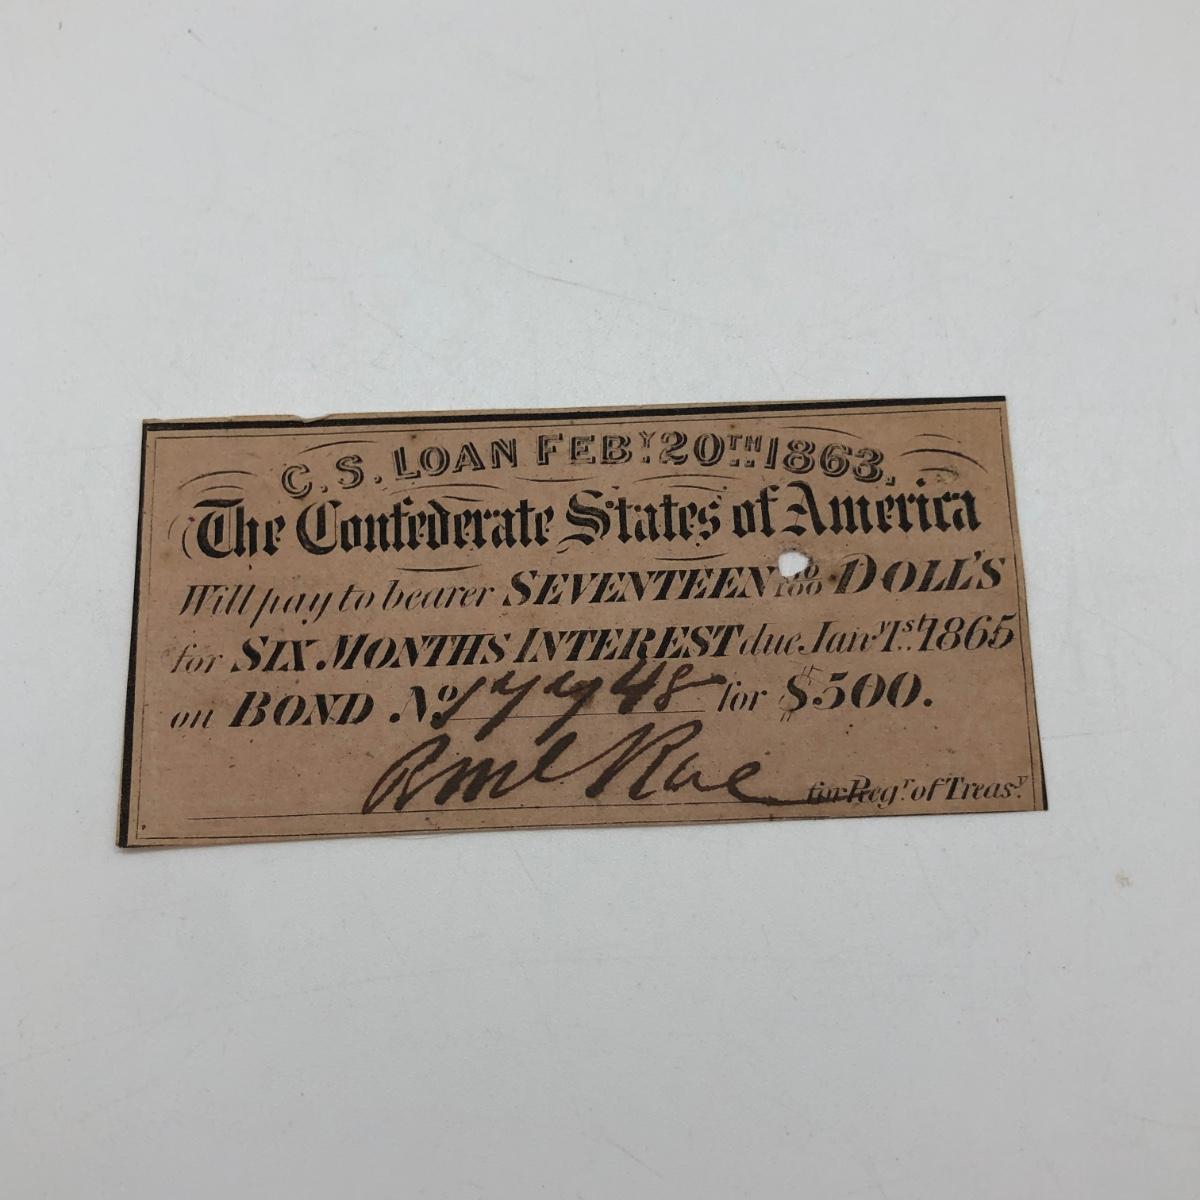 C. S. LOAN FEBY. 20TH. 1863,
The Confederate States of America
Will pay to bearer SEVENTEEN 50/100 DOLL'S
for SIX MONTHS INTEREST due Jany. 1st. 1865
on BOND No. 17748 for $500.
Rae
for Regr. of Treasy.